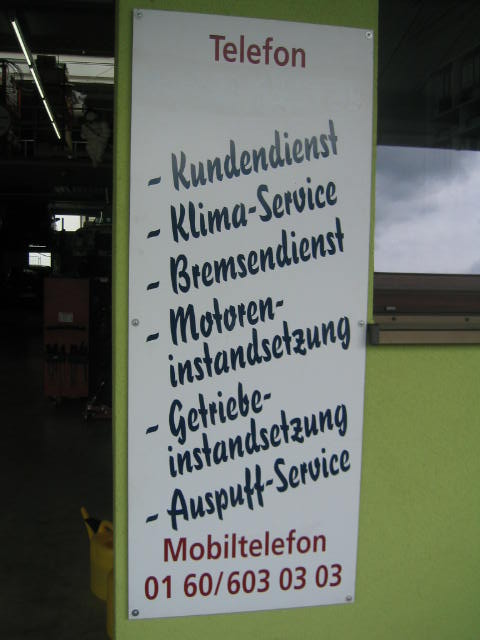 Telefon
- Kundendienst
- Klima-Service
- Bremsendienst
- Motoren-
instandsetzung
- Getriebe-
instandsetzung
- Auspuff-Service
Mobiltelefon
01 60/603 03 03